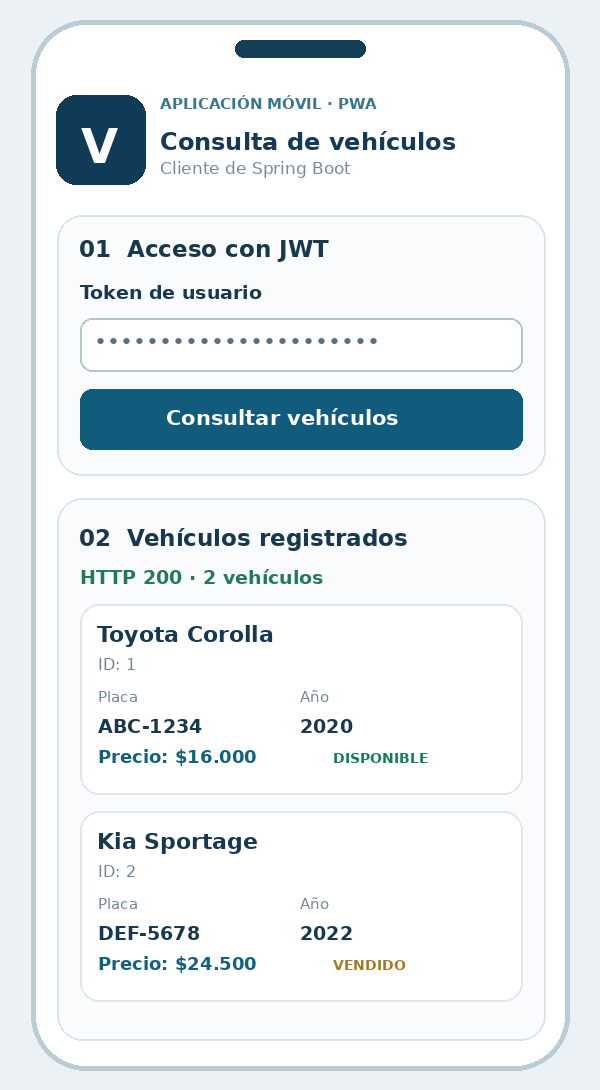 V
APLICACIÓN MÓVIL · PWA
Consulta de vehículos
Cliente de Spring Boot
01 Acceso con JWT
Token de usuario
••••••••••••••••••••••
Consultar vehículos
02 Vehículos registrados
HTTP 200 · 2 vehículos
Toyota Corolla
ID: 1
Placa Año
ABC-1234 2020
Precio: $16.000 DISPONIBLE
Kia Sportage
ID: 2
Placa Año
DEF-5678 2022
Precio: $24.500 VENDIDO